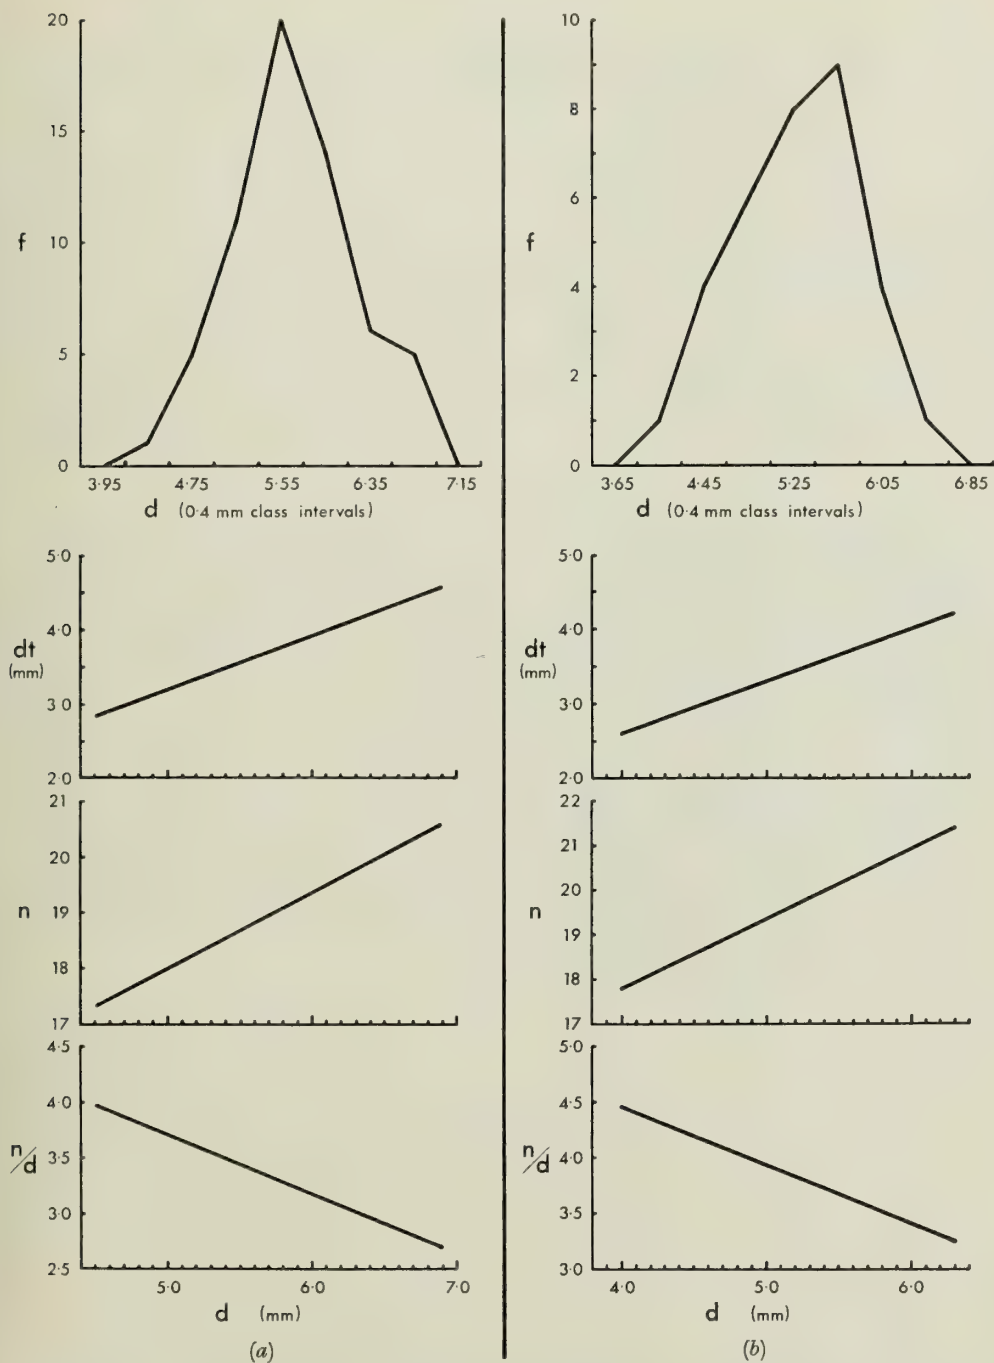 20
15
f 10
5
0
3·95 4·75 5·55 6·35 7·15
d (0·4 mm class intervals)
5·0
4·0
dt
(mm)
3·0
2·0
21
20
n 19
18
17
4·5
4·0
n/d 3·5
3·0
2·5
5·0 6·0 7·0
d (mm)
(a)
10
8
6
f
4
2
0
3·65 4·45 5·25 6·05 6·85
d (0·4 mm class intervals)
5·0
4·0
dt
(mm)
3·0
2·0
22
21
20
n
19
18
17
5·0
4·5
n/d 4·0
3·5
3·0
4·0 5·0 6·0
d (mm)
(b)